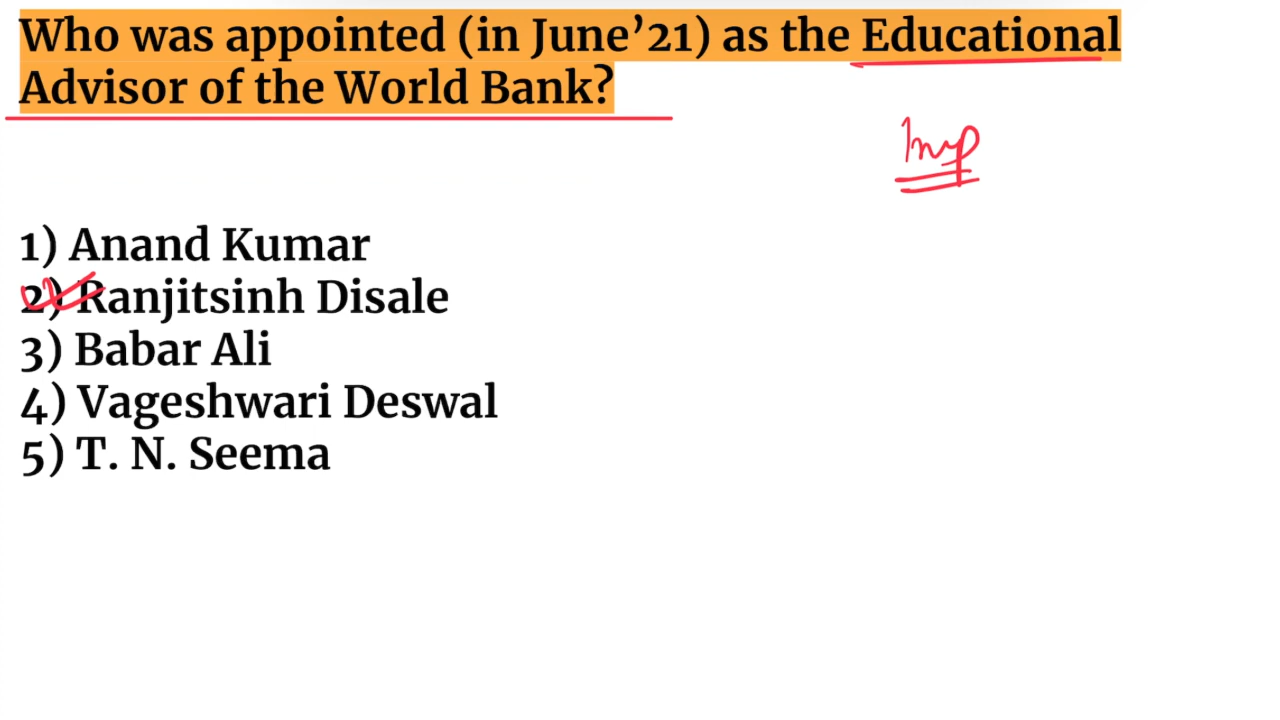 Who was appointed (in June’21) as the Educational
Advisor of the World Bank?
Imp
1) Anand Kumar
2) Ranjitsinh Disale
3) Babar Ali
4) Vageshwari Deswal
5) T. N. Seema